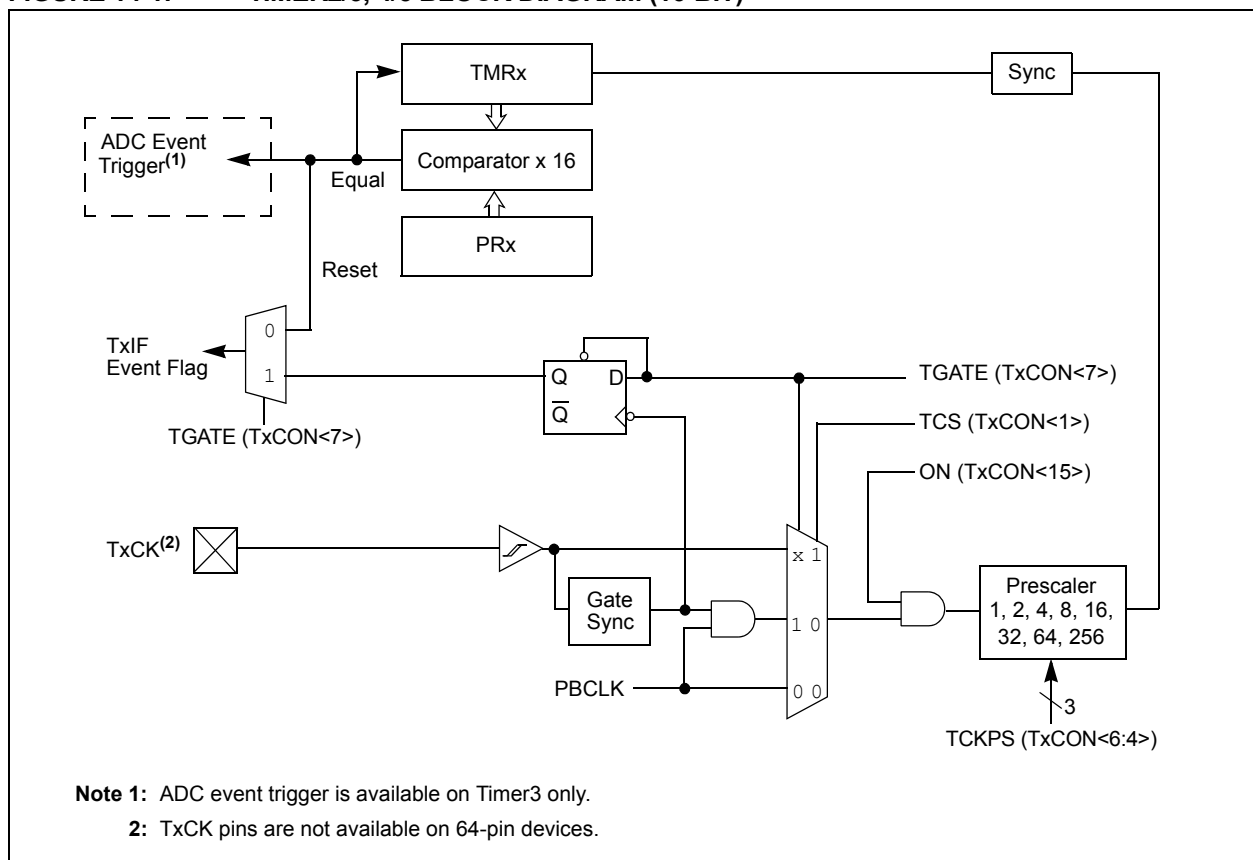 TMRx
Sync
ADC Event
Trigger(1)
Equal
Comparator x 16
PRx
Reset
0
1
TxIF
Event Flag
TGATE (TxCON<7>)
Q
D
Q
TGATE (TxCON<7>)
TCS (TxCON<1>)
ON (TxCON<15>)
TxCK(2)
x 1
Gate
Sync
1 0
PBCLK
0 0
Prescaler
1, 2, 4, 8, 16,
32, 64, 256
3
TCKPS (TxCON<6:4>)
Note 1: ADC event trigger is available on Timer3 only.
2: TxCK pins are not available on 64-pin devices.